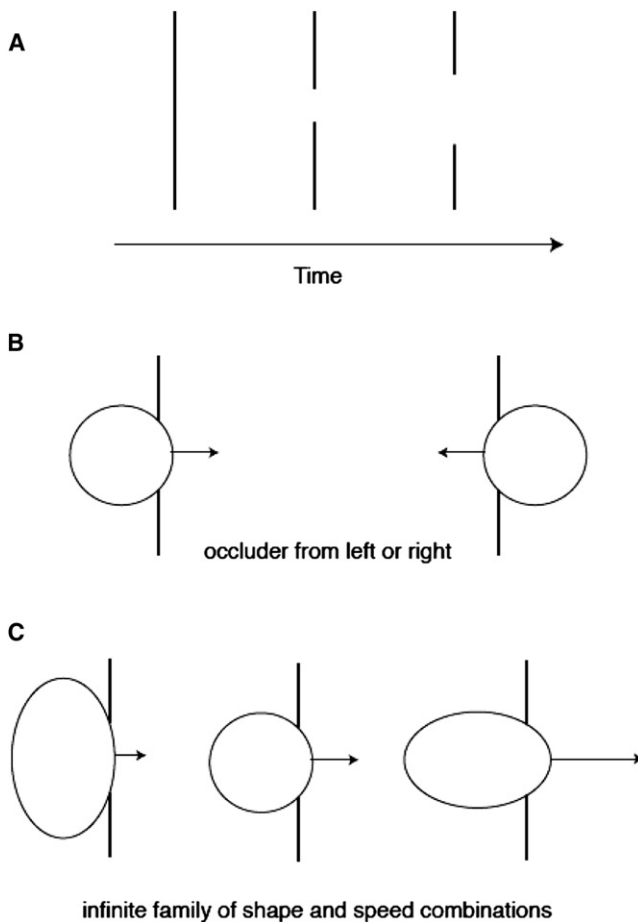 A
Time
B
occluder from left or right
C
infinite family of shape and speed combinations